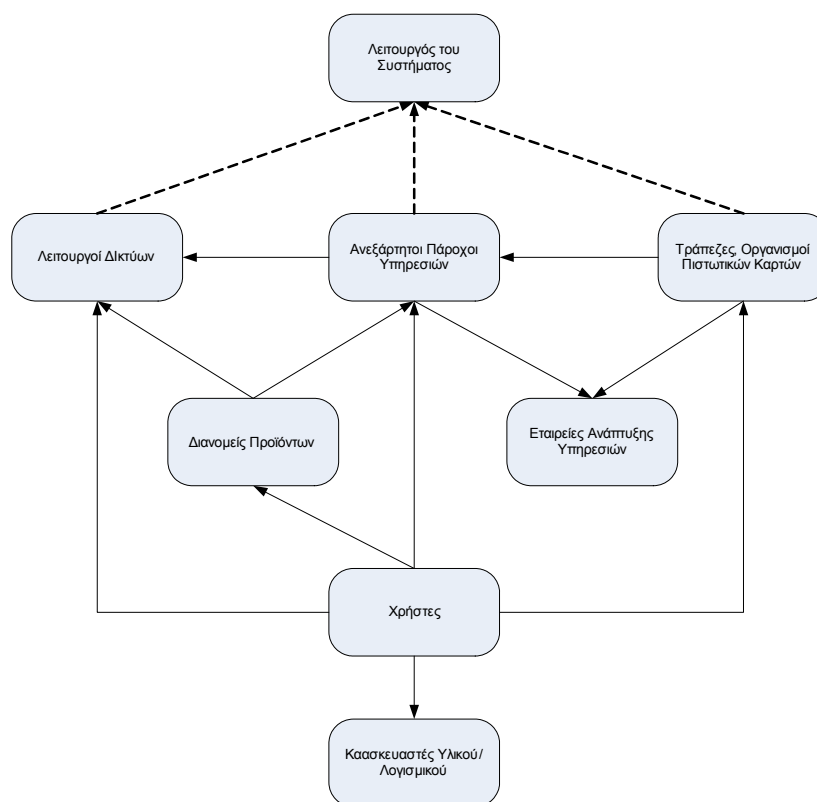 Λειτουργός του
Συστήματος
Λειτουργοί ΔΙκτύων
Ανεξάρτητοι Πάροχοι
Υπηρεσιών
Τράπεζες, Οργανισμοί
Πιστωτικών Καρτών
Διανομείς Προϊόντων
Εταιρείες Ανάπτυξης
Υπηρεσιών
Χρήστες
Καασκευαστές Υλικού/
Λογισμικού